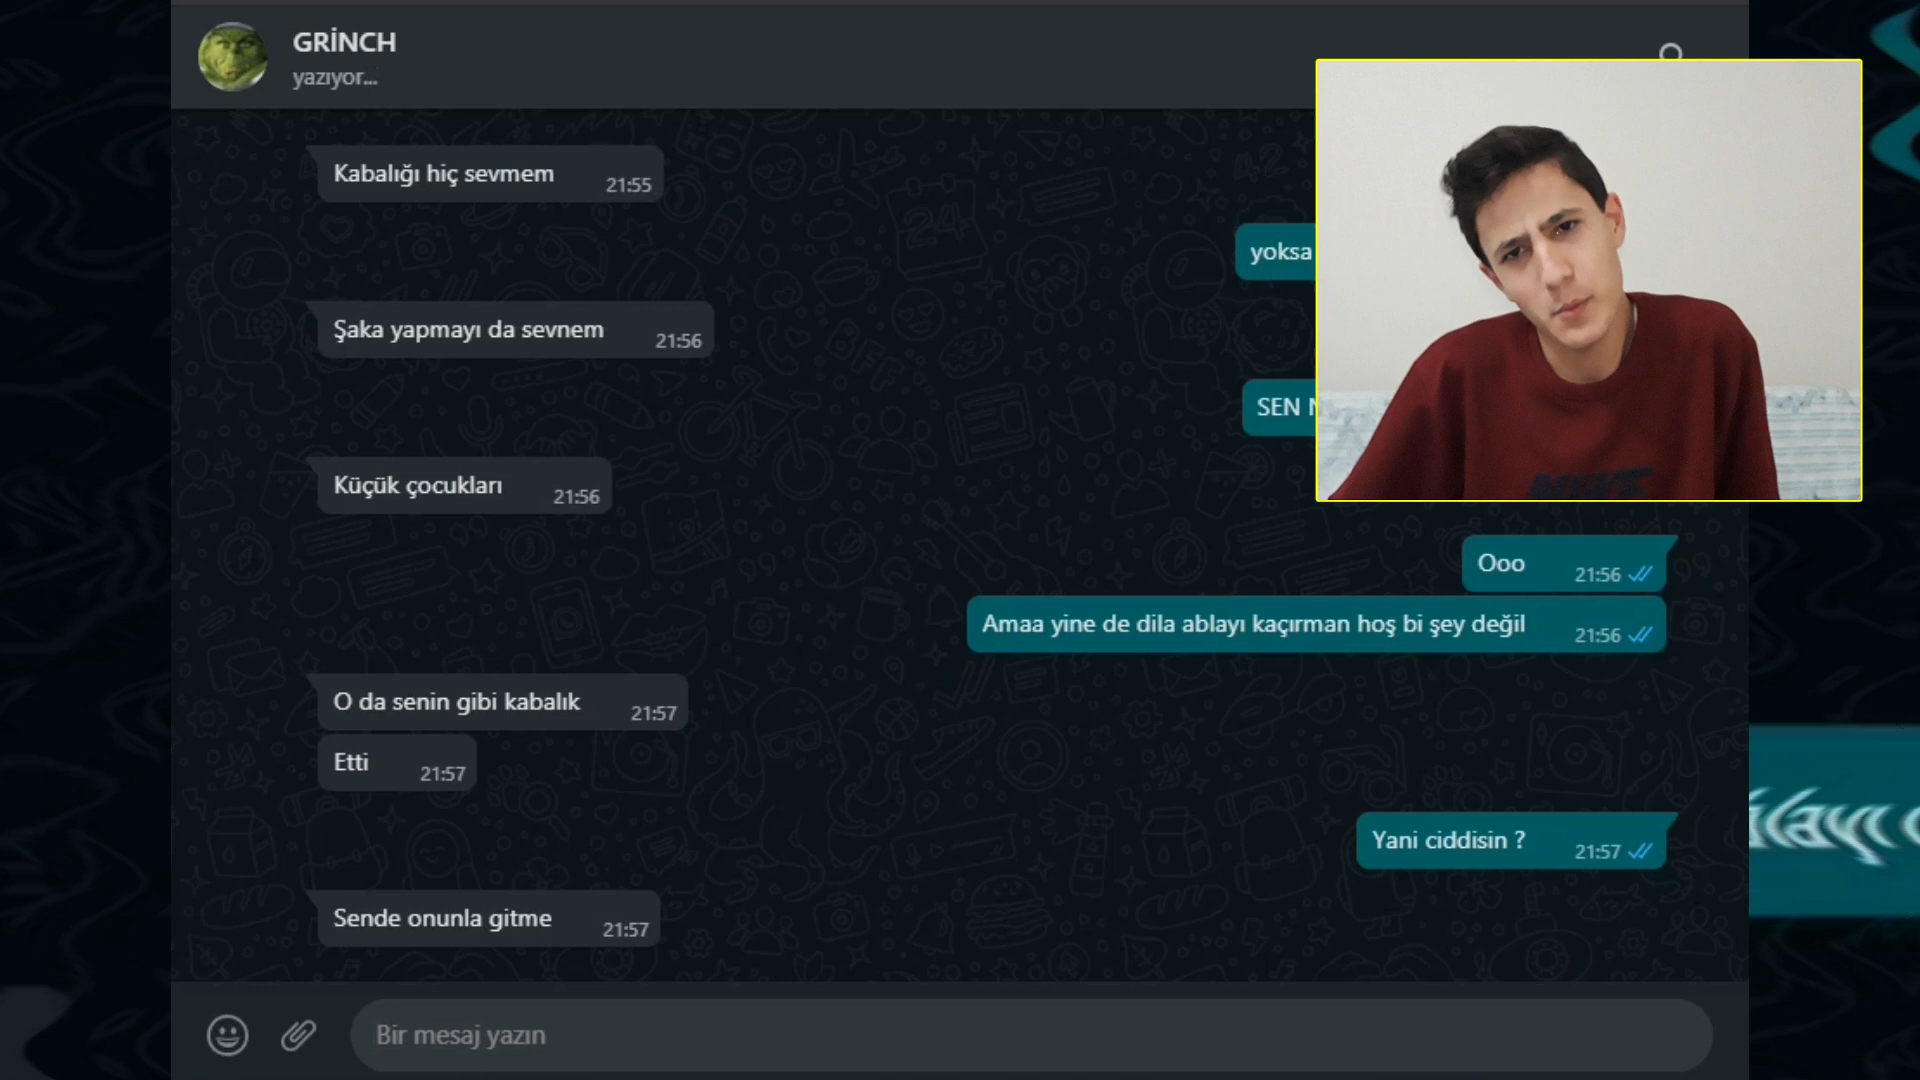 GRİNCH
yazıyor...
Kabalığı hiç sevmem 21:55
yoksa
Şaka yapmayı da sevnem 21:56
SEN
Küçük çocukları 21:56
Ooo 21:56
Amaa yine de dila ablayı kaçırman hoş bi şey değil 21:56
O da senin gibi kabalık 21:57
Etti 21:57
Yani ciddisin ? 21:57
Sende onunla gitme 21:57
Bir mesaj yazın